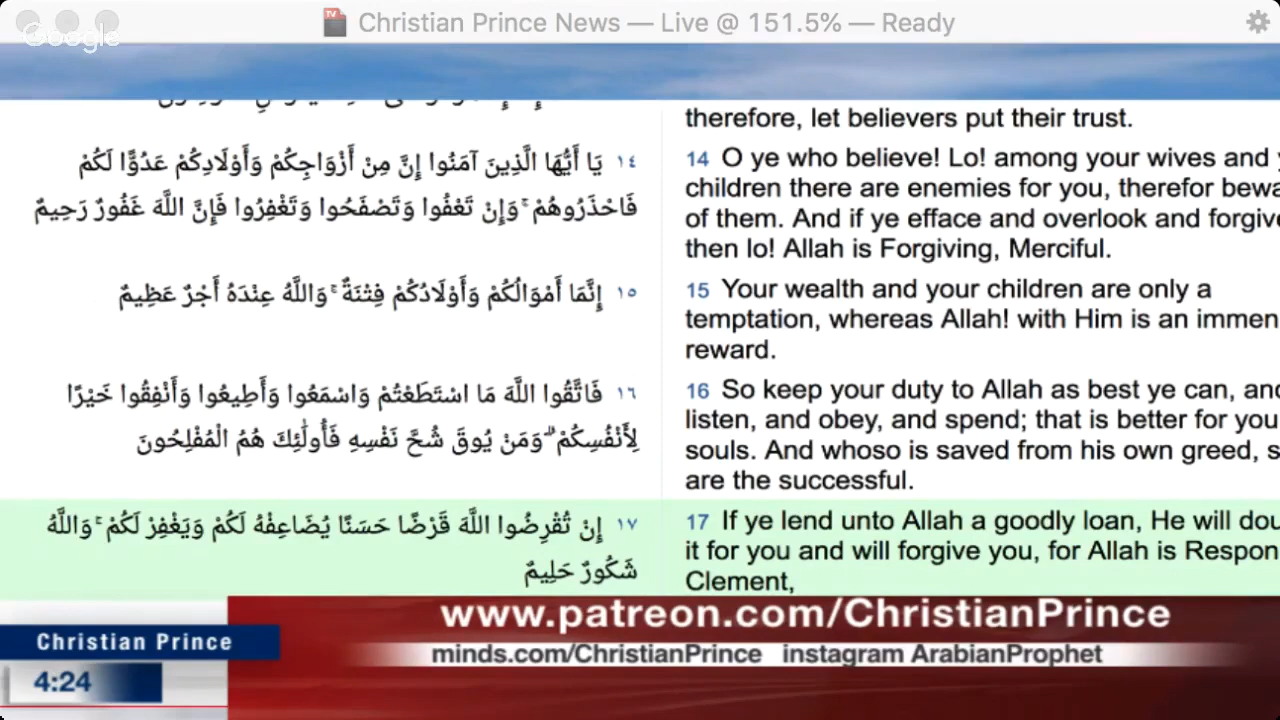 Christian Prince News — Live @ 151.5% — Ready
Google
therefore, let believers put their trust.
١٤ يَا أَيُّهَا الَّذِينَ آمَنُوا إِنَّ مِنْ أَزْوَاجِكُمْ وَأَوْلَادِكُمْ عَدُوًّا لَكُمْ
فَاحْذَرُوهُمْ ۚ وَإِنْ تَعْفُوا وَتَصْفَحُوا وَتَغْفِرُوا فَإِنَّ اللَّهَ غَفُورٌ رَحِيمٌ
14 O ye who believe! Lo! among your wives and
children there are enemies for you, therefor bewa
of them. And if ye efface and overlook and forgive
then lo! Allah is Forgiving, Merciful.
١٥ إِنَّمَا أَمْوَالُكُمْ وَأَوْلَادُكُمْ فِتْنَةٌ ۚ وَاللَّهُ عِنْدَهُ أَجْرٌ عَظِيمٌ
15 Your wealth and your children are only a
temptation, whereas Allah! with Him is an immen
reward.
١٦ فَاتَّقُوا اللَّهَ مَا اسْتَطَعْتُمْ وَاسْمَعُوا وَأَطِيعُوا وَأَنْفِقُوا خَيْرًا
لِأَنْفُسِكُمْ ۗ وَمَنْ يُوقَ شُحَّ نَفْسِهِ فَأُولَٰئِكَ هُمُ الْمُفْلِحُونَ
16 So keep your duty to Allah as best ye can, and
listen, and obey, and spend; that is better for you
souls. And whoso is saved from his own greed, s
are the successful.
١٧ إِنْ تُقْرِضُوا اللَّهَ قَرْضًا حَسَنًا يُضَاعِفْهُ لَكُمْ وَيَغْفِرْ لَكُمْ ۚ وَاللَّهُ
شَكُورٌ حَلِيمٌ
17 If ye lend unto Allah a goodly loan, He will dou
it for you and will forgive you, for Allah is Respon
Clement,
www.patreon.com/ChristianPrince
Christian Prince
minds.com/ChristianPrince instagram ArabianProphet
4:24